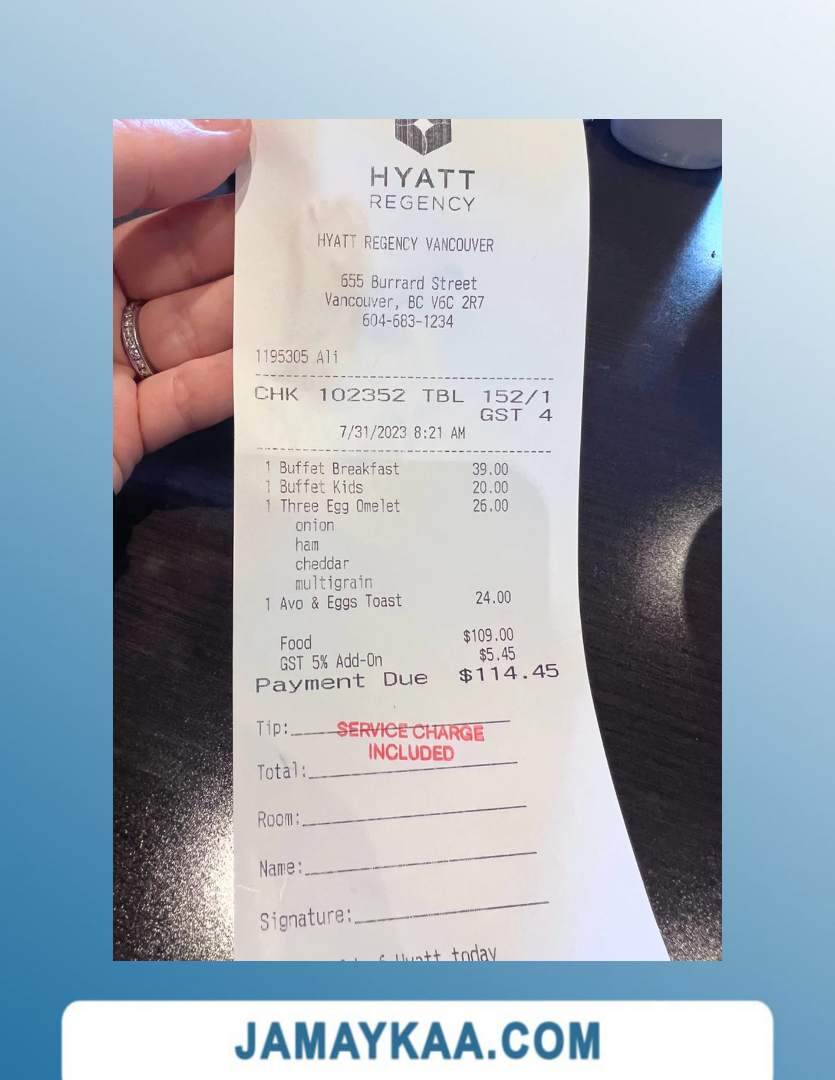 HYATT
REGENCY
HYATT REGENCY VANCOUVER
655 Burrard Street
Vancouver, BC V6C 2R7
604-683-1234
1195305 Ali
CHK 102352 TBL 152/1
GST 4
7/31/2023 8:21 AM
1 Buffet Breakfast 39.00
1 Buffet Kids 20.00
1 Three Egg Omelet 26.00
onion
ham
cheddar
multigrain
1 Avo & Eggs Toast 24.00
Food $109.00
GST 5% Add-On $5.45
Payment Due $114.45
Tip:
SERVICE CHARGE
INCLUDED
Total:
Room:
Name:
Signature:
Hyatt today
JAMAYKAA.COM